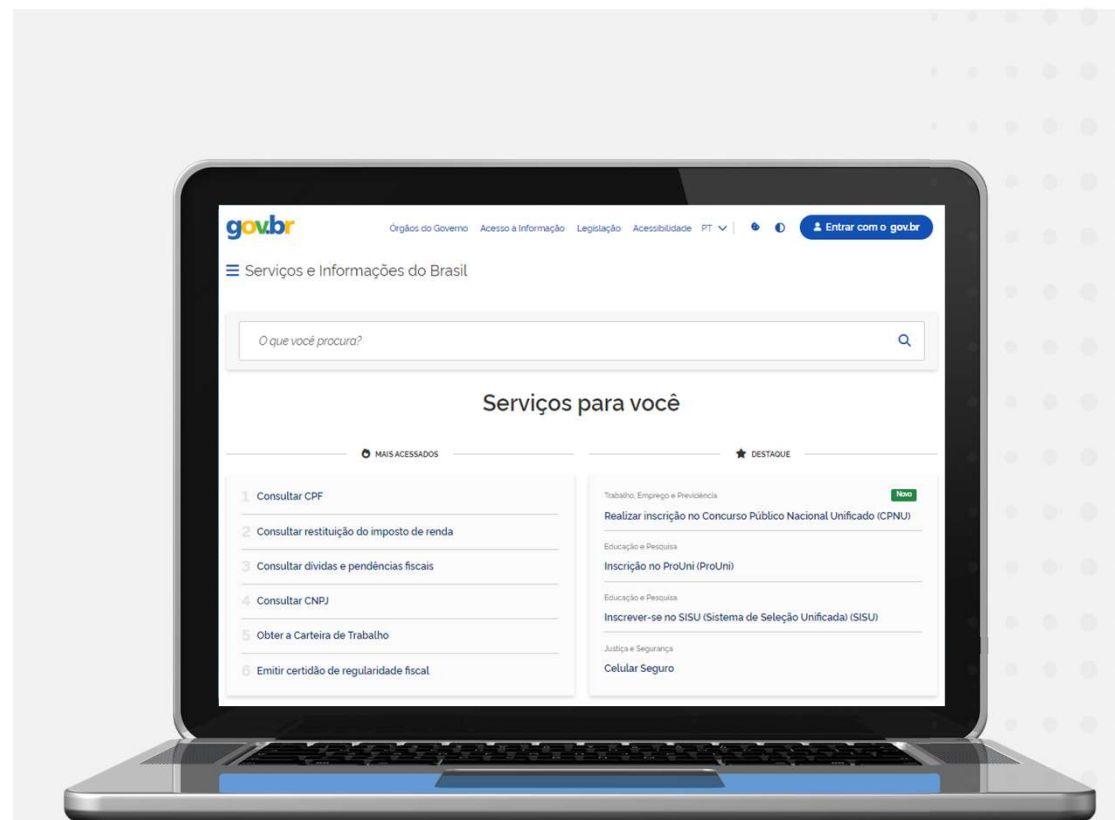 gov.br
Órgãos do Governo Acesso à Informação Legislação Acessibilidade PT
Entrar com o gov.br
Serviços e Informações do Brasil
O que você procura?
Serviços para você
MAIS ACESSADOS
1 Consultar CPF
2 Consultar restituição do imposto de renda
3 Consultar dívidas e pendências fiscais
4 Consultar CNPJ
5 Obter a Carteira de Trabalho
6 Emitir certidão de regularidade fiscal
DESTAQUE
Trabalho, Emprego e Previdência
Novo
Realizar inscrição no Concurso Público Nacional Unificado (CPNU)
Educação e Pesquisa
Inscrição no ProUni (ProUni)
Educação e Pesquisa
Inscrever-se no SISU (Sistema de Seleção Unificada) (SISU)
Justiça e Segurança
Celular Seguro